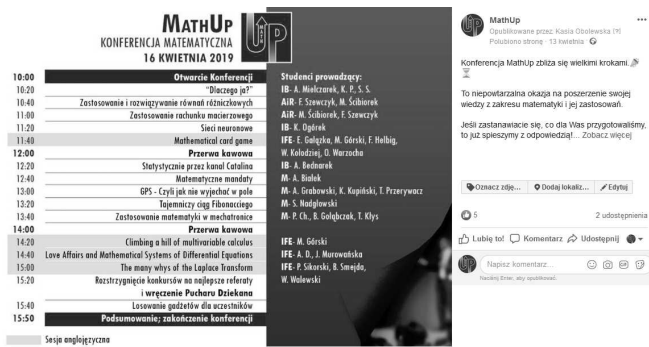 MATHUP
KONFERENCJA MATEMATYCZNA
16 KWIETNIA 2019
MATH
UP
10:00 Otwarcie Konferencji
Studenci prowadzący:
10:20 "Dlaczego ja?"
IB- A. Mielczarek, K. P., S. S.
10:40 Zastosowanie i rozwiązywanie równań różniczkowych
AiR- F. Szewczyk, M. Ścibiorek
11:00 Zastosowanie rachunku macierzowego
AiR- M. Ścibiorek, F. Szewczyk
11:20 Sieci neuronowe
IB- K. Ogórek
11:40 Mathematical card game
IFE- E. Gałązka, M. Górski, F. Helbig,
12:00 Przerwa kawowa
W. Kołodziej, O. Warzocha
12:20 Statystycznie przez kanał Catalina
IB- A. Bednarek
12:40 Matematyczne mandaty
M- A. Białek
13:00 GPS - Czyli jak nie wyjechać w pole
M- A. Grabowski, K. Kupiński, T. Przerywacz
13:20 Tajemniczy ciąg Fibonacciego
M- S. Nadgłowski
13:40 Zastosowanie matematyki w mechatronice
M- P. Ch., B. Gołąbczak, T. Kłys
14:00 Przerwa kawowa
14:20 Climbing a hill of multivariable calculus
IFE- M. Górski
14:40 Love Affairs and Mathematical Systems of Differential Equations
IFE- A. D., J. Murowańska
15:00 The many whys of the Laplace Transform
IFE- P. Sikorski, B. Smejda,
15:20 Rozstrzygnięcie konkursów na najlepsze referaty
W. Walewski
i wręczenie Pucharu Dziekana
15:40 Losowanie gadżetów dla uczestników
15:50 Podsumowanie; zakończenie konferencji
Sesja anglojęzyczna
MathUp
Opublikowane przez: Kasia Obolewska [?]
Polubiono stronę · 13 kwietnia ·
Konferencja MathUp zbliża się wielkimi krokami.
To niepowtarzalna okazja na poszerzenie swojej
wiedzy z zakresu matematyki i jej zastosowań.
Jeśli zastanawiacie się, co dla Was przygotowaliśmy,
to już spieszymy z odpowiedzią!... Zobacz więcej
Oznacz zdję... Dodaj lokaliz... Edytuj
5 2 udostępnienia
Lubię to! Komentarz Udostępnij
Napisz komentarz...
GIF
Naciśnij Enter, aby opublikować.